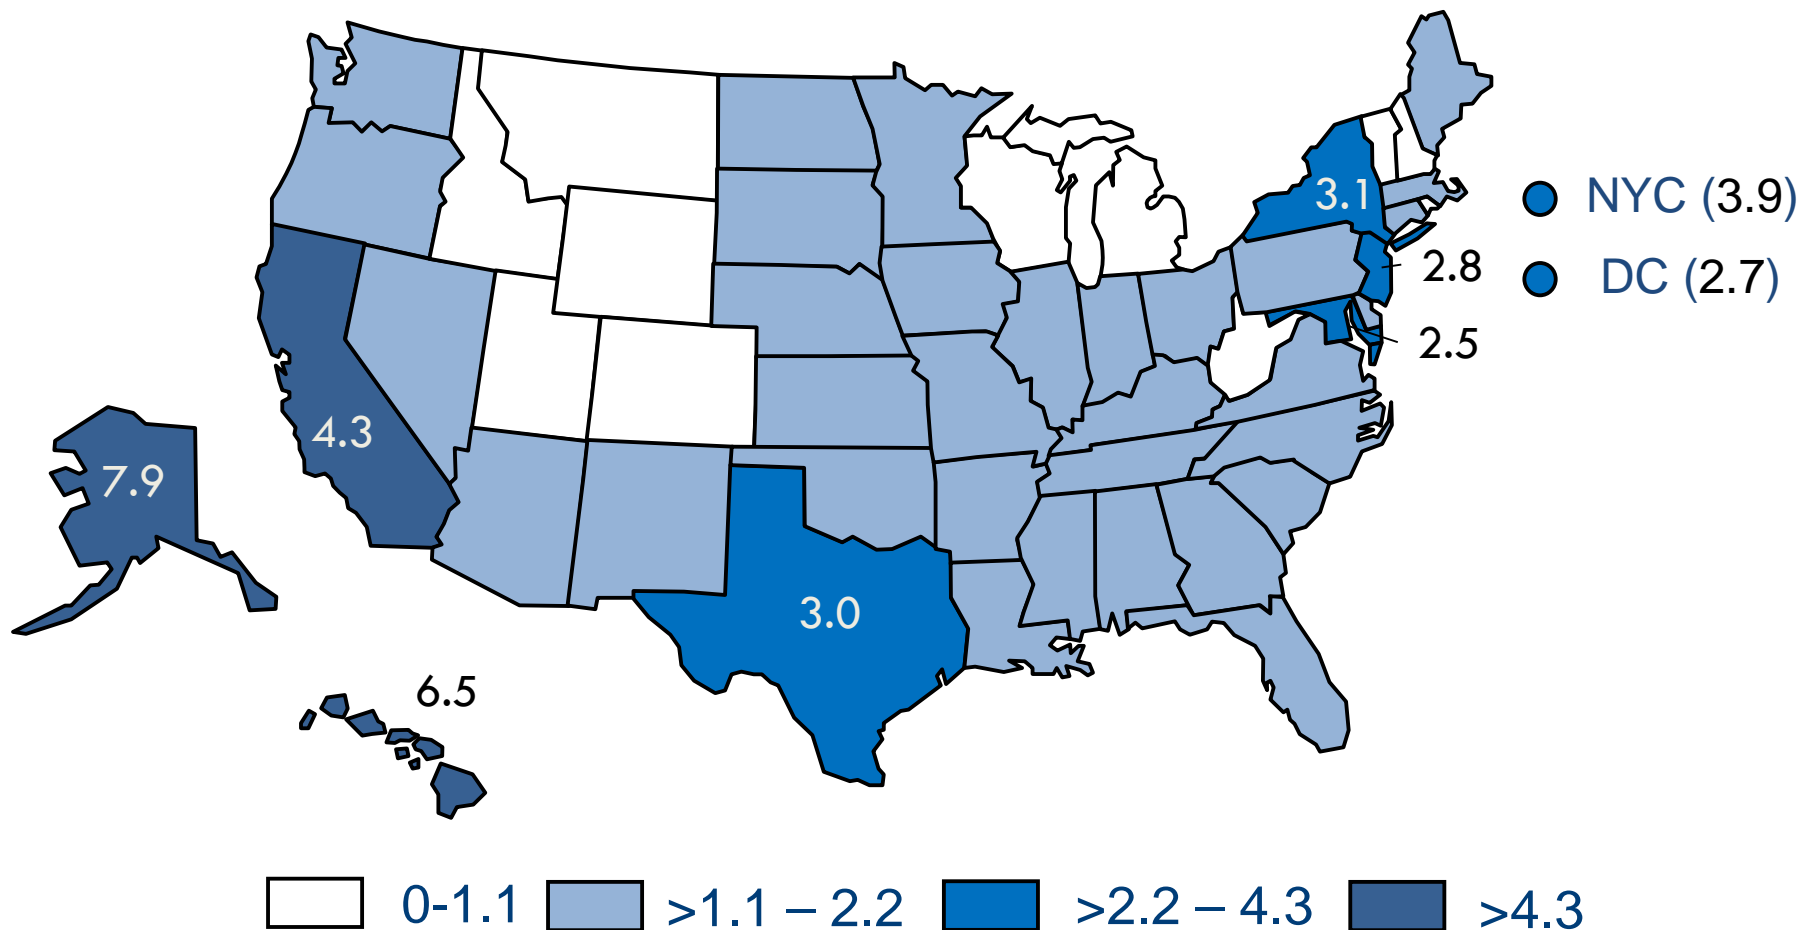 3.1
NYC (3.9)
2.8
DC (2.7)
2.5
4.3
7.9
3.0
6.5
0-1.1
>1.1 – 2.2
>2.2 – 4.3
>4.3